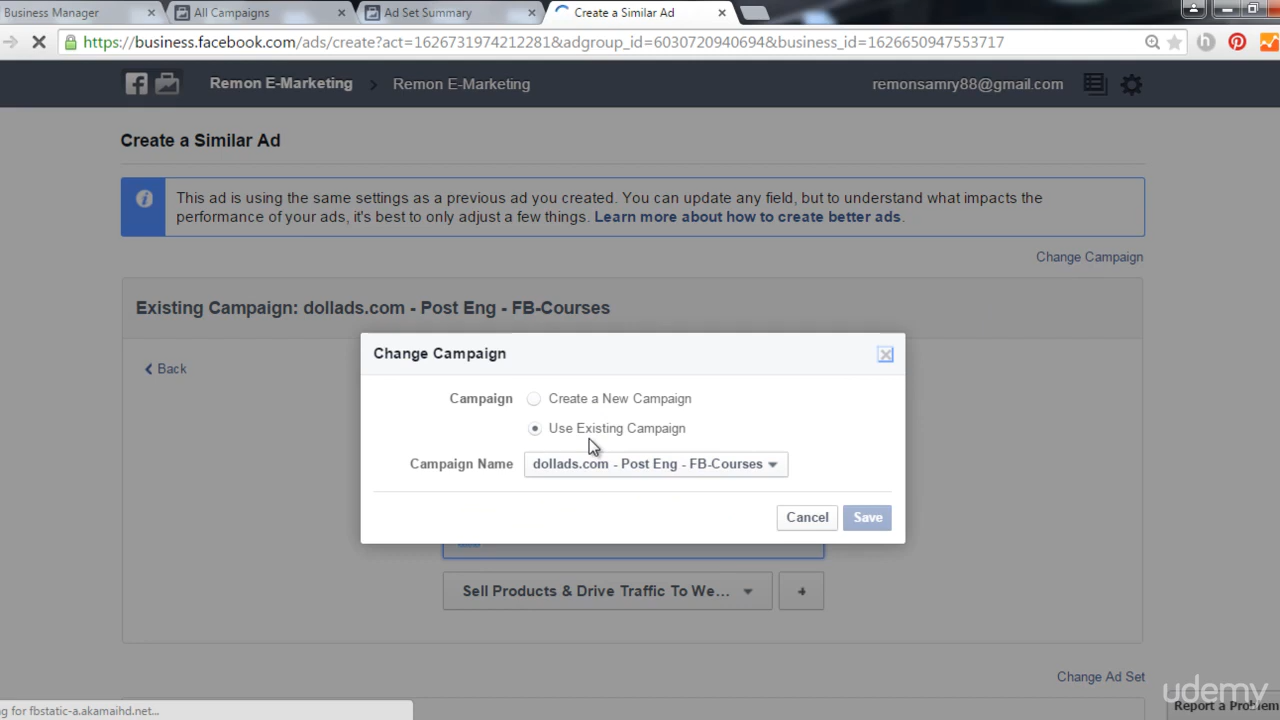 Business Manager
All Campaigns
Ad Set Summary
Create a Similar Ad
https://business.facebook.com/ads/create?act=1626731974212281&adgroup_id=6030720940694&business_id=1626650947553717
Remon E-Marketing
Remon E-Marketing
remonsamry88@gmail.com
Create a Similar Ad
This ad is using the same settings as a previous ad you created. You can update any field, but to understand what impacts the
performance of your ads, it's best to only adjust a few things. Learn more about how to create better ads.
Change Campaign
Existing Campaign: dollads.com - Post Eng - FB-Courses
Back
Change Campaign
Campaign
Create a New Campaign
Use Existing Campaign
Campaign Name
dollads.com - Post Eng - FB-Courses
Cancel
Save
Sell Products & Drive Traffic To We...
Change Ad Set
udemy
Report a Problem
ng for fbstatic-a.akamaihd.net...